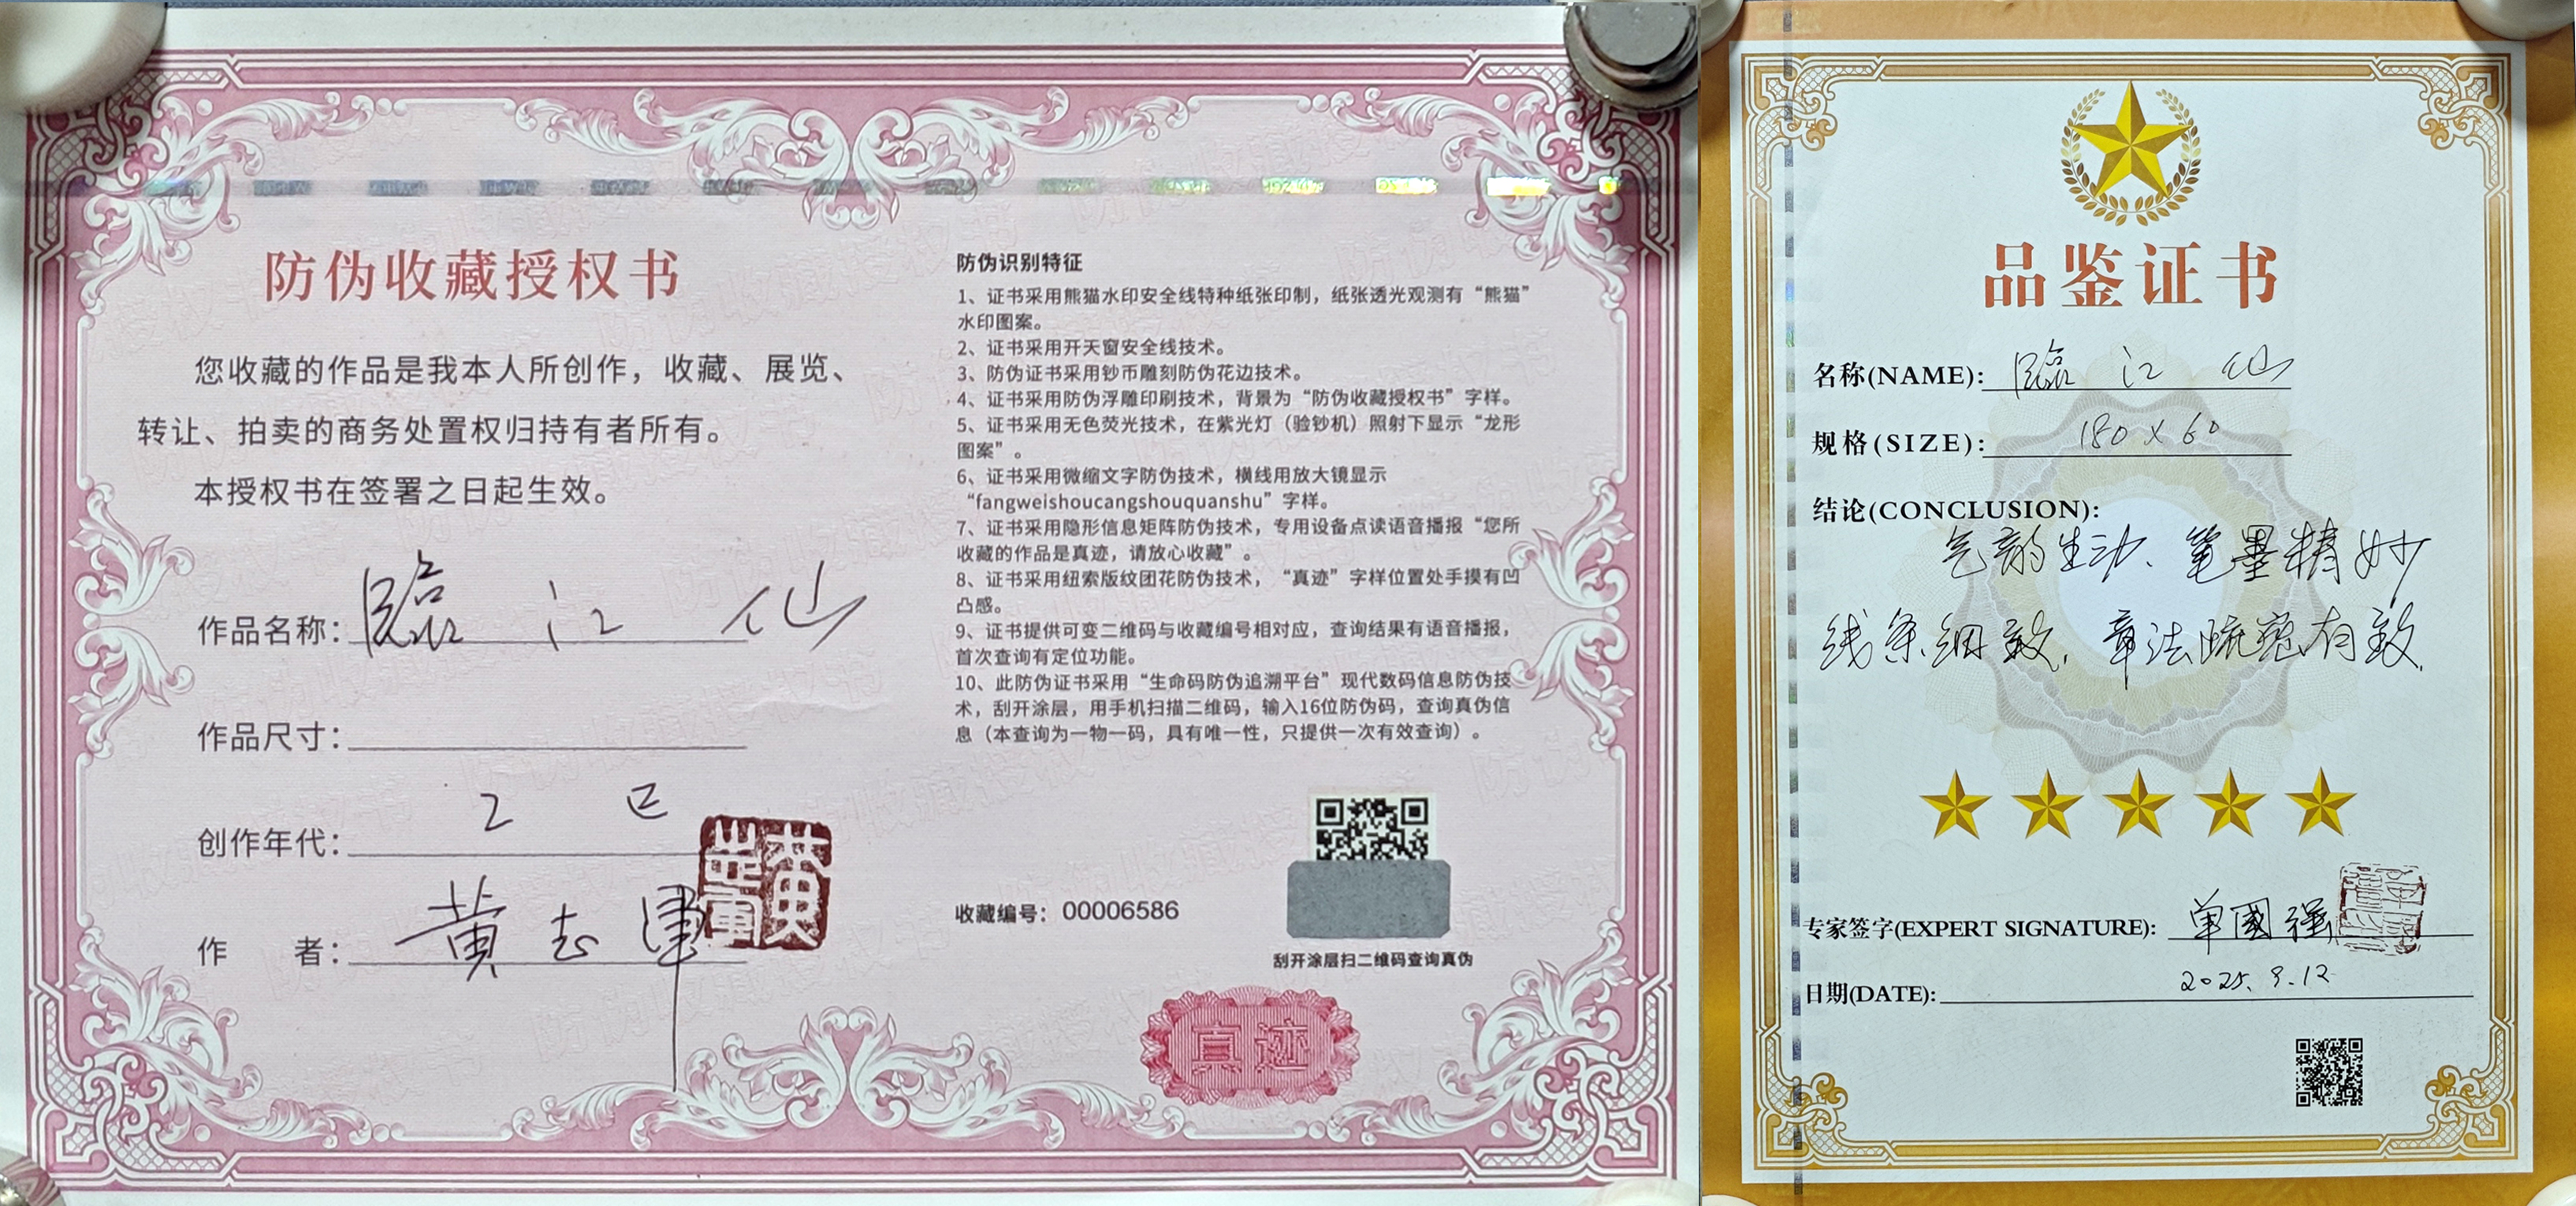 防伪收藏授权书
您收藏的作品是我本人所创作，收藏、展览、
转让、拍卖的商务处置权归持有者所有。
本授权书在签署之日起生效。
作品名称：臨江仙
作品尺寸：
创作年代：乙巳
作　者：黄志津
防伪识别特征
1、证书采用熊猫水印安全线特种纸张印制，纸张透光观测有“熊猫”
水印图案。
2、证书采用开天窗安全线技术。
3、防伪证书采用钞币雕刻防伪花边技术。
4、证书采用防伪浮雕印刷技术，背景为“防伪收藏授权书”字样。
5、证书采用无色荧光技术，在紫光灯（验钞机）照射下显示“龙形
图案”。
6、证书采用微缩文字防伪技术，横线用放大镜显示
“fangweishoucangshouquanshu”字样。
7、证书采用隐形信息矩阵防伪技术，专用设备点读语音播报“您所
收藏的作品是真迹，请放心收藏”。
8、证书采用纽索版纹团花防伪技术，“真迹”字样位置处手摸有凹
凸感。
9、证书提供可变二维码与收藏编号相对应，查询结果有语音播报，
首次查询有定位功能。
10、此防伪证书采用“生命码防伪追溯平台”现代数码信息防伪技
术，刮开涂层，用手机扫描二维码，输入16位防伪码，查询真伪信
息（本查询为一物一码，具有唯一性，只提供一次有效查询）。
收藏编号：00006586
刮开涂层扫二维码查询真伪
真迹
品鉴证书
名称(NAME)：臨江仙
规格(SIZE)：180×60
结论(CONCLUSION)：
气韵生动、笔墨精妙
线条细致，章法疏密有致.
专家签字(EXPERT SIGNATURE)：单國强
日期(DATE)：2025.9.12